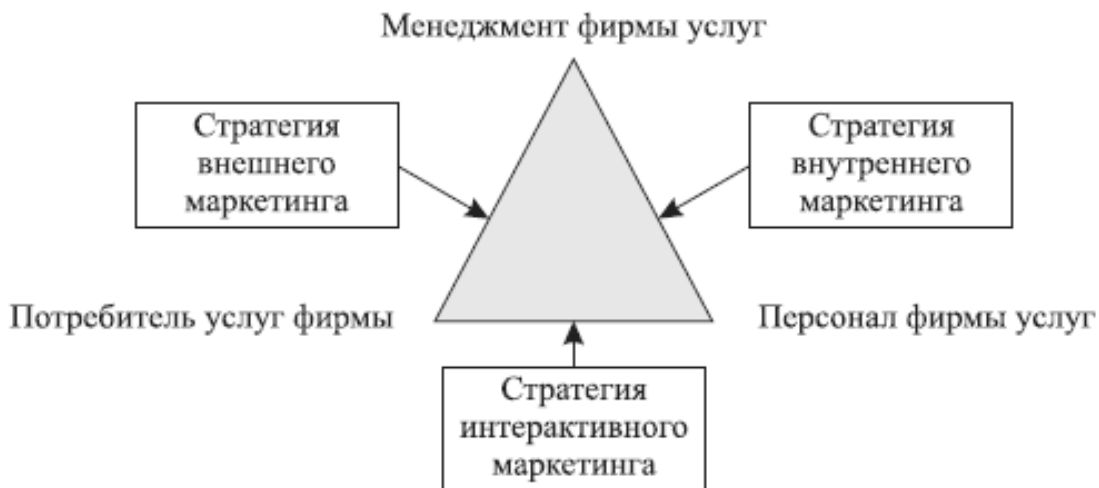 Менеджмент фирмы услуг
Стратегия
внешнего
маркетинга
Стратегия
внутреннего
маркетинга
Потребитель услуг фирмы
Персонал фирмы услуг
Стратегия
интерактивного
маркетинга